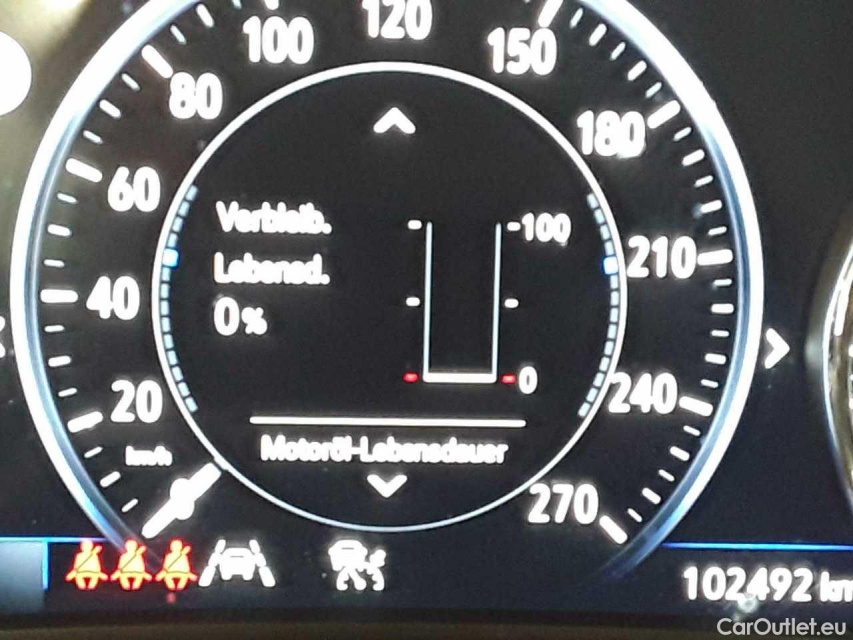 120
100
150
80
180
60
Verbleib.
-100
210
Lebensd.
40
0%
0
20
240
km/h
Motoröl-Lebensdauer
270
102492 km
CarOutlet.eu